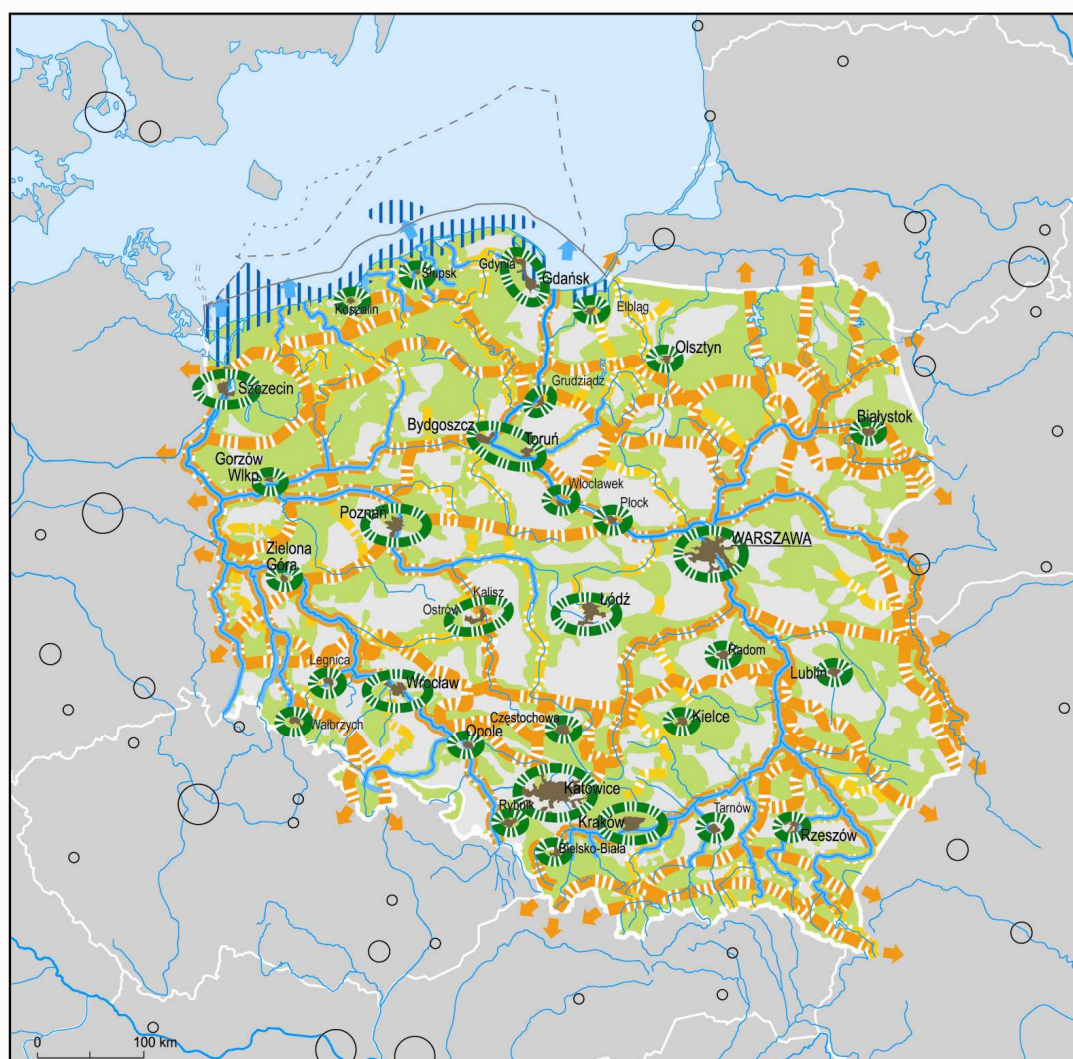 Słupsk
Gdynia
Gdańsk
Koszalin
Elbląg
Olsztyn
Szczecin
Grudziądz
Białystok
Bydgoszcz
Toruń
Gorzów
Wlkp.
Włocławek
Płock
Poznań
WARSZAWA
Zielona
Góra
Kalisz
Ostrów
Łódź
Radom
Legnica
Wrocław
Lublin
Wałbrzych
Częstochowa
Kielce
Opole
Katowice
Rybnik
Kraków
Tarnów
Rzeszów
Bielsko-Biała
0 100 km